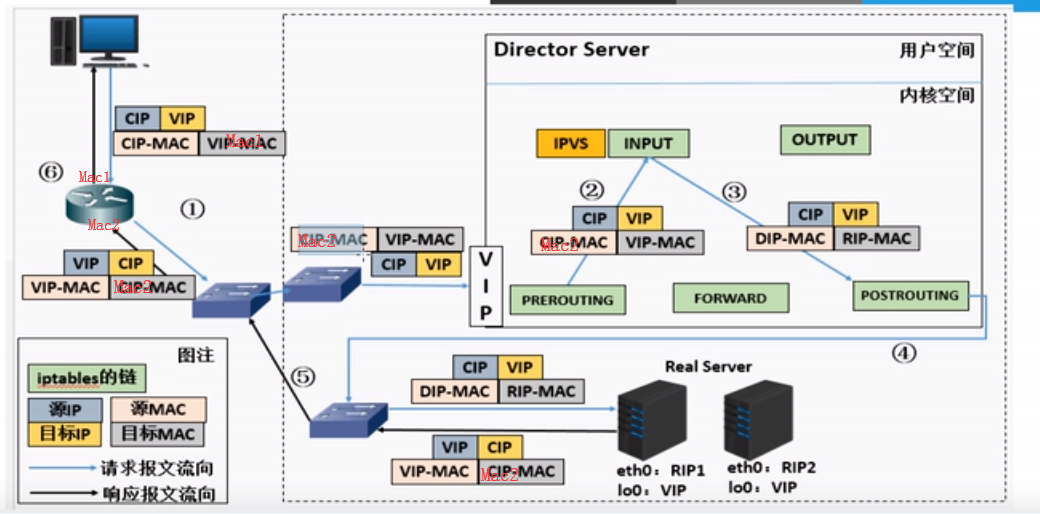 Director Server
用户空间
内核空间
CIP VIP
CIP-MAC VIP-MAC
Mac1
IPVS INPUT
OUTPUT
⑥
Mac1
①
②
③
Mac2
CIP VIP
CIP-MAC VIP-MAC
Mac2
CIP VIP
DIP-MAC RIP-MAC
CIP-MAC VIP-MAC
Mac2
CIP VIP
VIP CIP
VIP-MAC CIP-MAC
Mac2
VIP
PREROUTING
FORWARD
POSTROUTING
④
图注
iptables的链
源IP 源MAC
目标IP 目标MAC
请求报文流向
响应报文流向
⑤
CIP VIP
DIP-MAC RIP-MAC
VIP CIP
VIP-MAC CIP-MAC
Mac2
Real Server
eth0：RIP1
lo0：VIP
eth0：RIP2
lo0：VIP